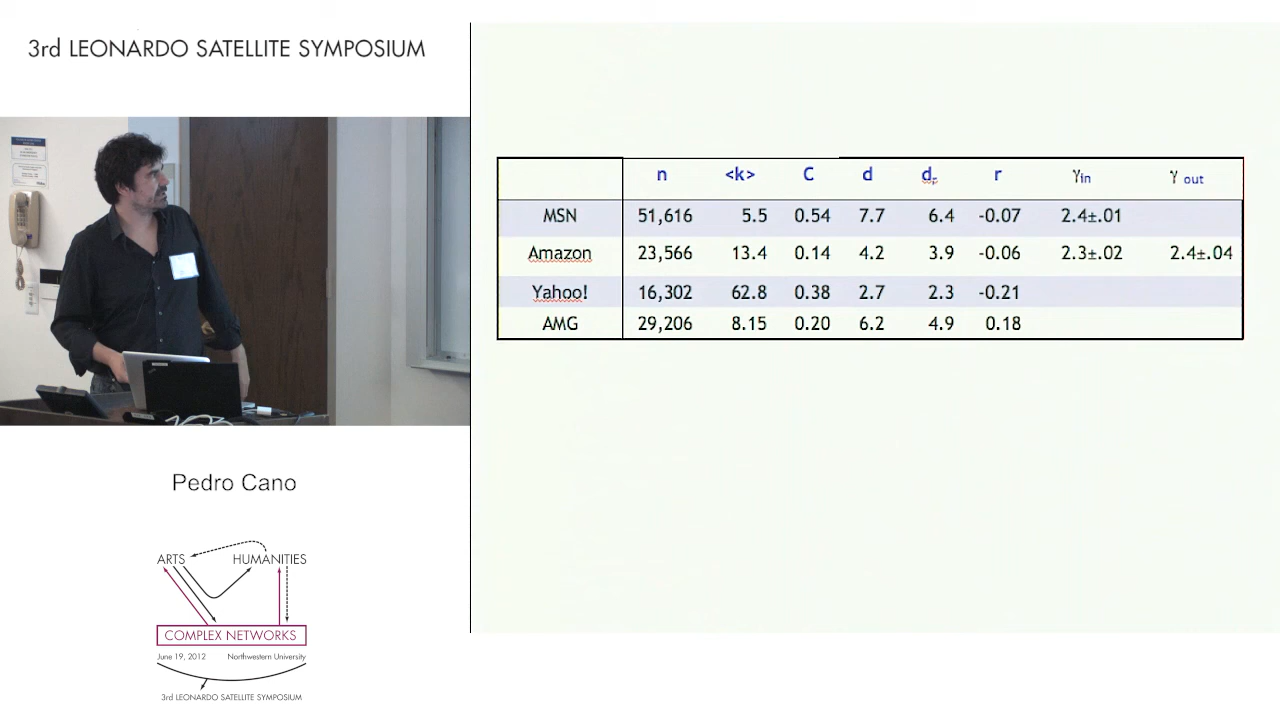 3rd LEONARDO SATELLITE SYMPOSIUM
n <k> C d dr r γin γ out
MSN 51,616 5.5 0.54 7.7 6.4 -0.07 2.4±.01
Amazon 23,566 13.4 0.14 4.2 3.9 -0.06 2.3±.02 2.4±.04
Yahoo! 16,302 62.8 0.38 2.7 2.3 -0.21
AMG 29,206 8.15 0.20 6.2 4.9 0.18
Pedro Cano
ARTS HUMANITIES
COMPLEX NETWORKS
June 19, 2012 Northwestern University
3rd LEONARDO SATELLITE SYMPOSIUM